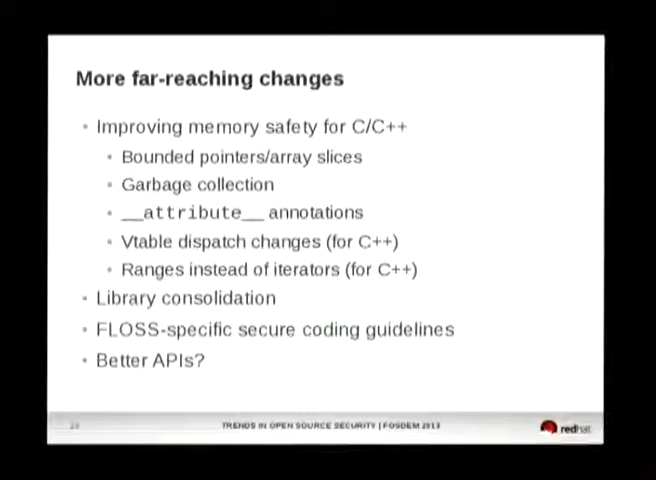 More far-reaching changes
• Improving memory safety for C/C++
• Bounded pointers/array slices
• Garbage collection
• __attribute__ annotations
• Vtable dispatch changes (for C++)
• Ranges instead of iterators (for C++)
• Library consolidation
• FLOSS-specific secure coding guidelines
• Better APIs?
TRENDS IN OPEN SOURCE SECURITY | FOSDEM 2013
redhat